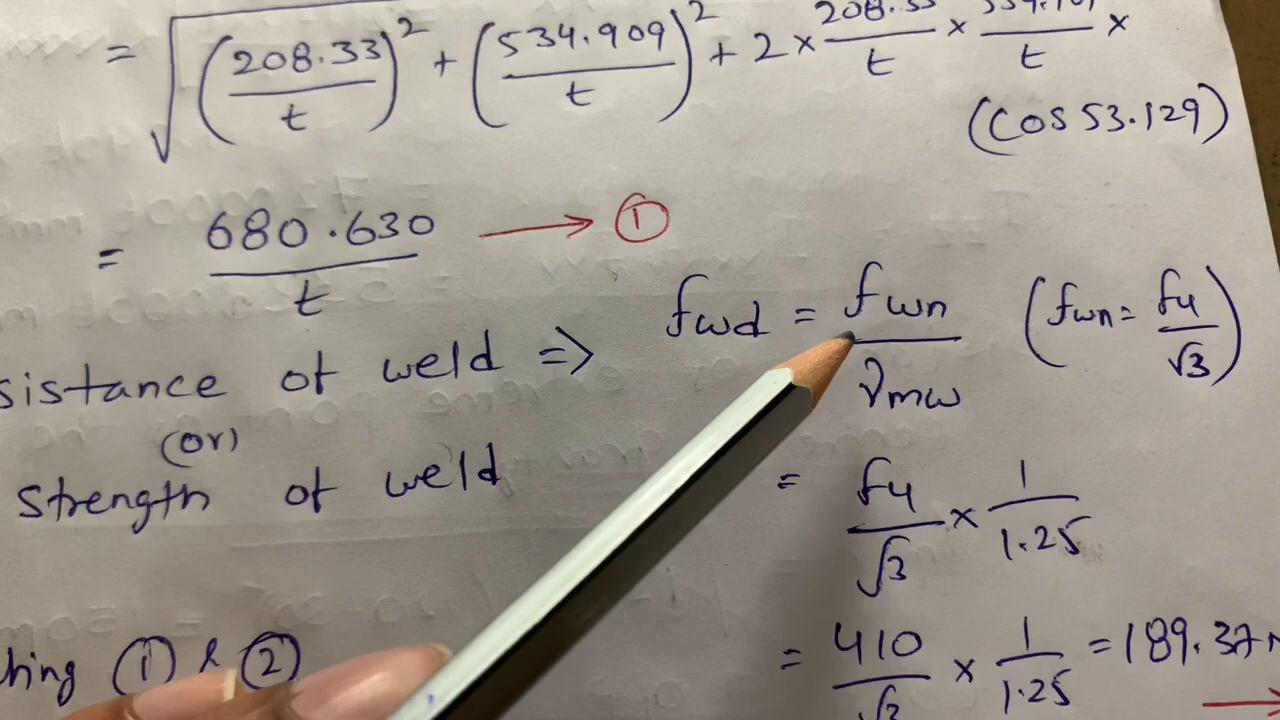 = √((208.33/t)² + (534.909/t)² + 2 × 208.33/t × 534.909/t ×
(Cos 53.129)
= 680.630/t → ①
sistance of weld => fwd = fwn/γmw (fwn = fu/√3)
(or)
Strength of weld = fu/√3 × 1/1.25
ching ① & ②
= 410/√3 × 1/1.25 = 189.37
→